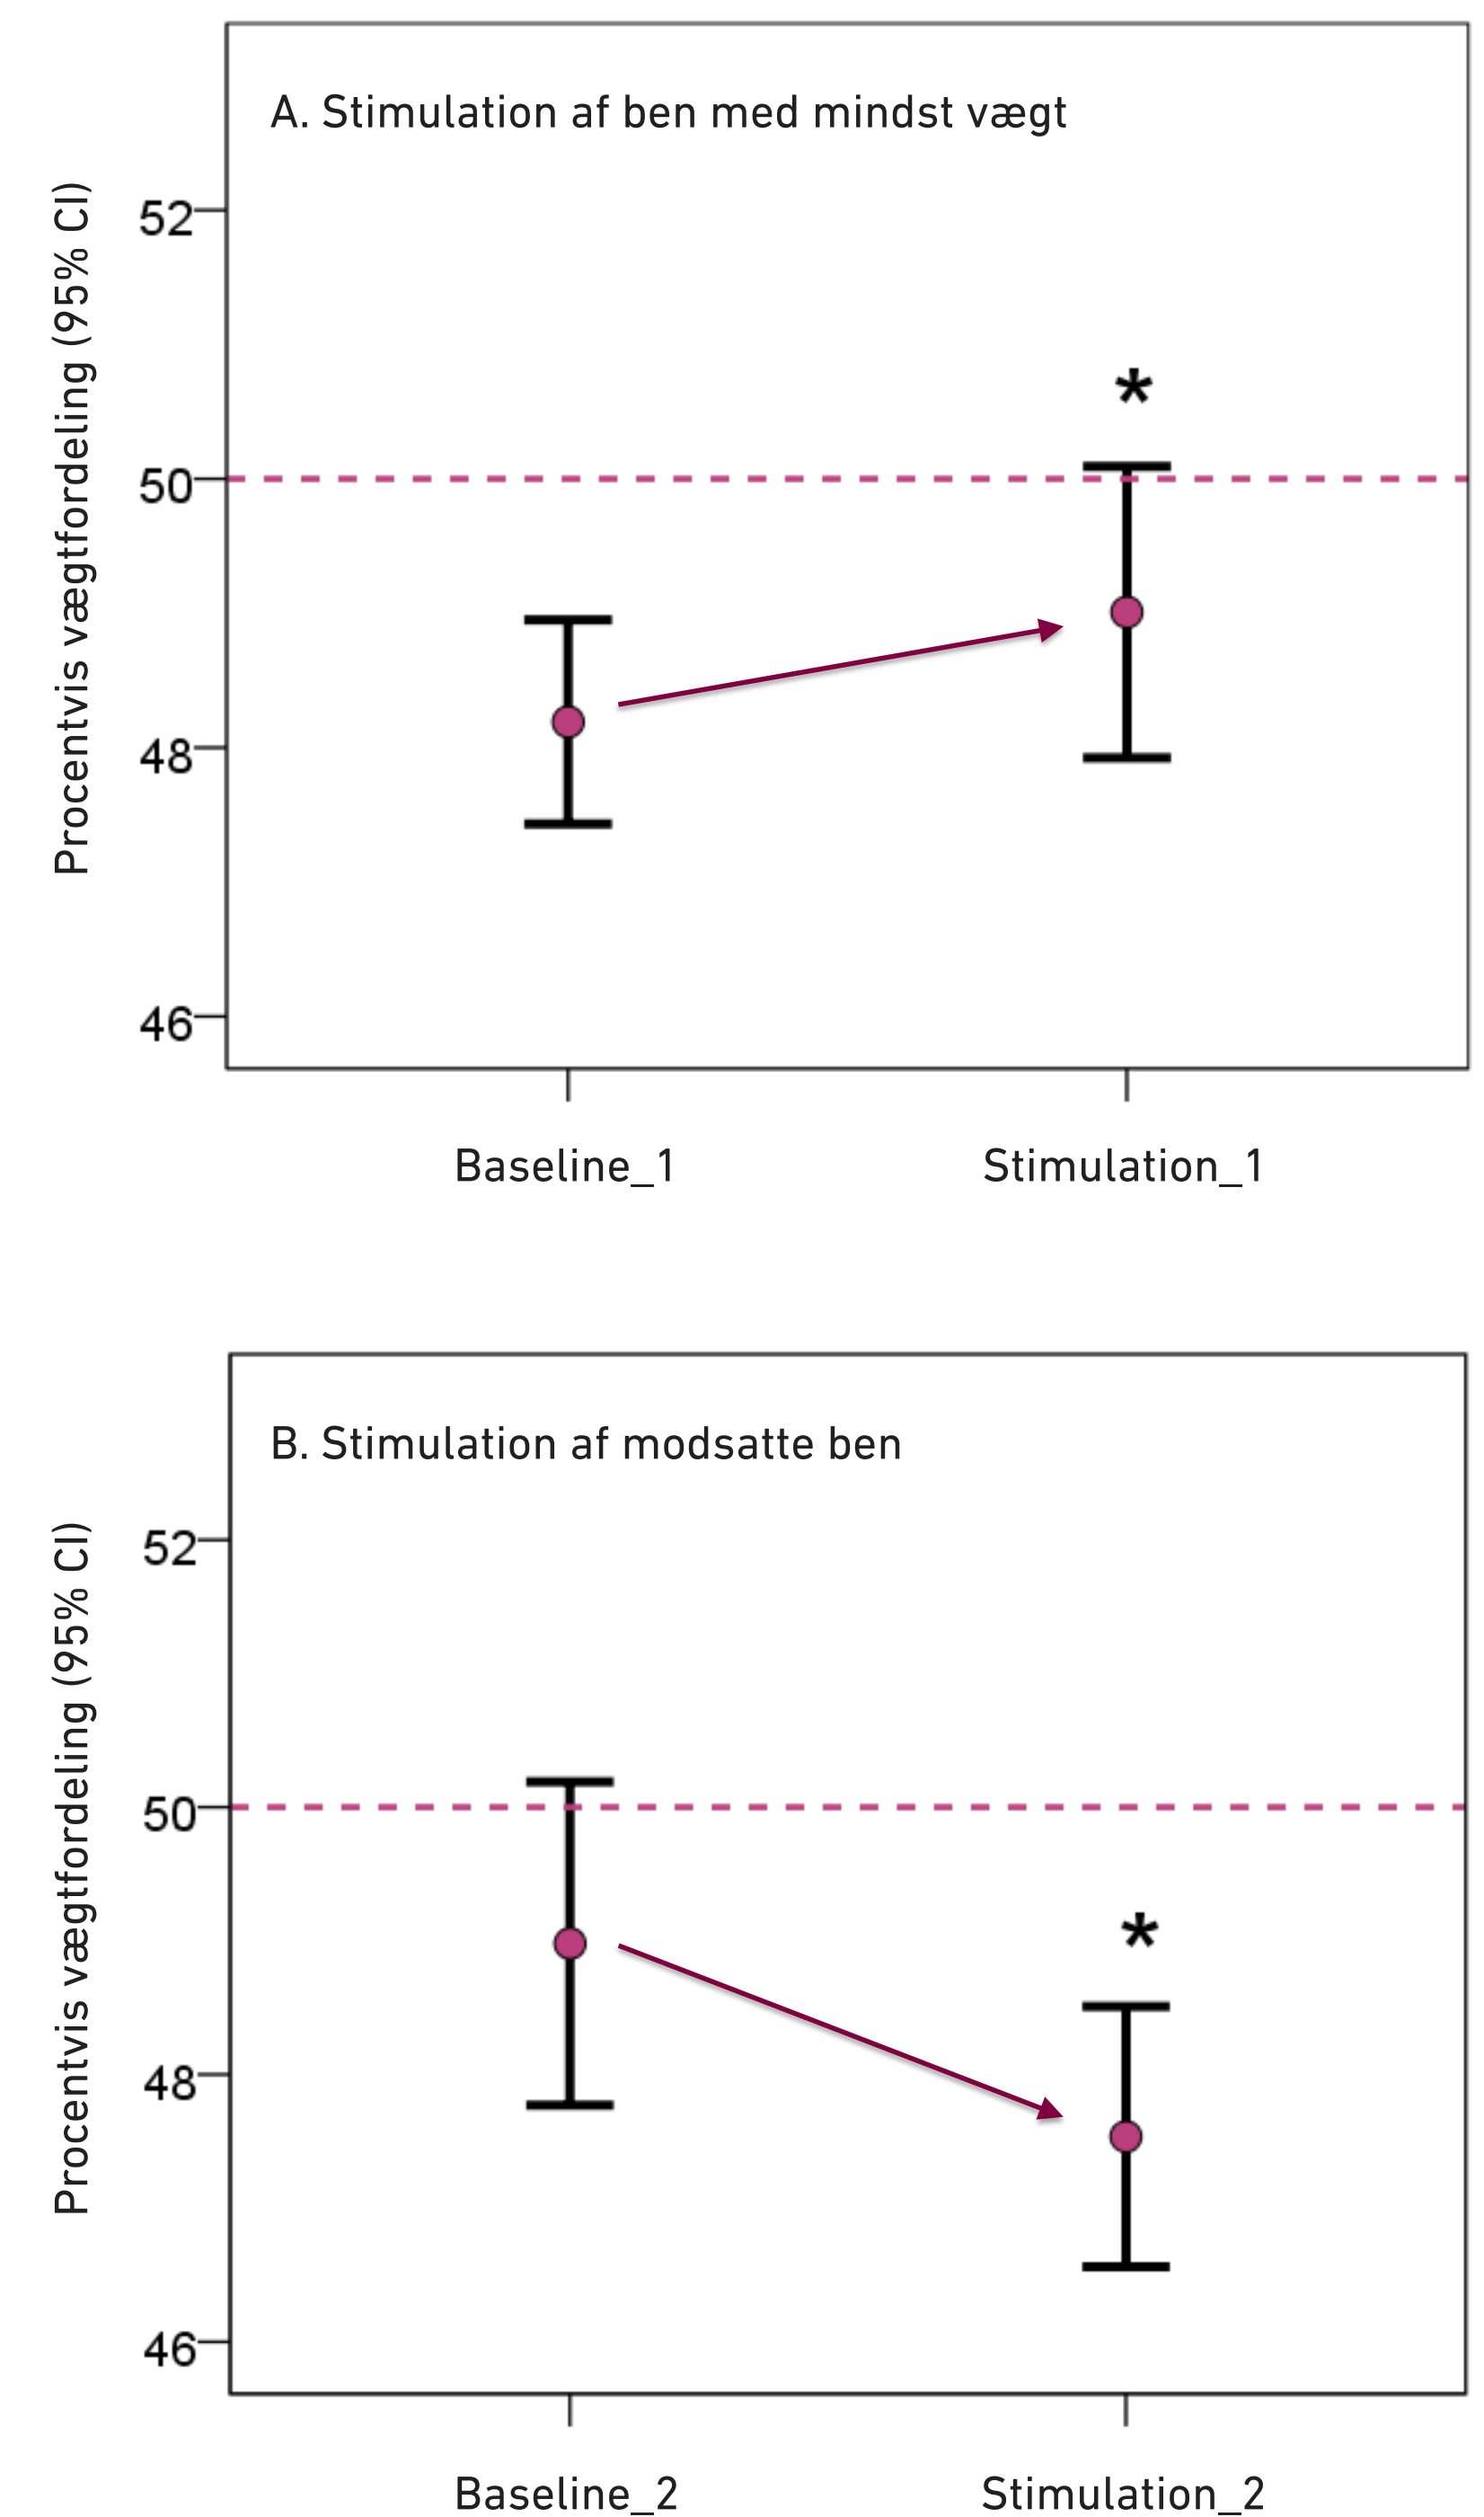 A. Stimulation af ben med mindst vægt
Procentvis vægtfordeling (95% CI)
52
*
50
48
46
Baseline_1 Stimulation_1
B. Stimulation af modsatte ben
Procentvis vægtfordeling (95% CI)
52
50
*
48
46
Baseline_2 Stimulation_2